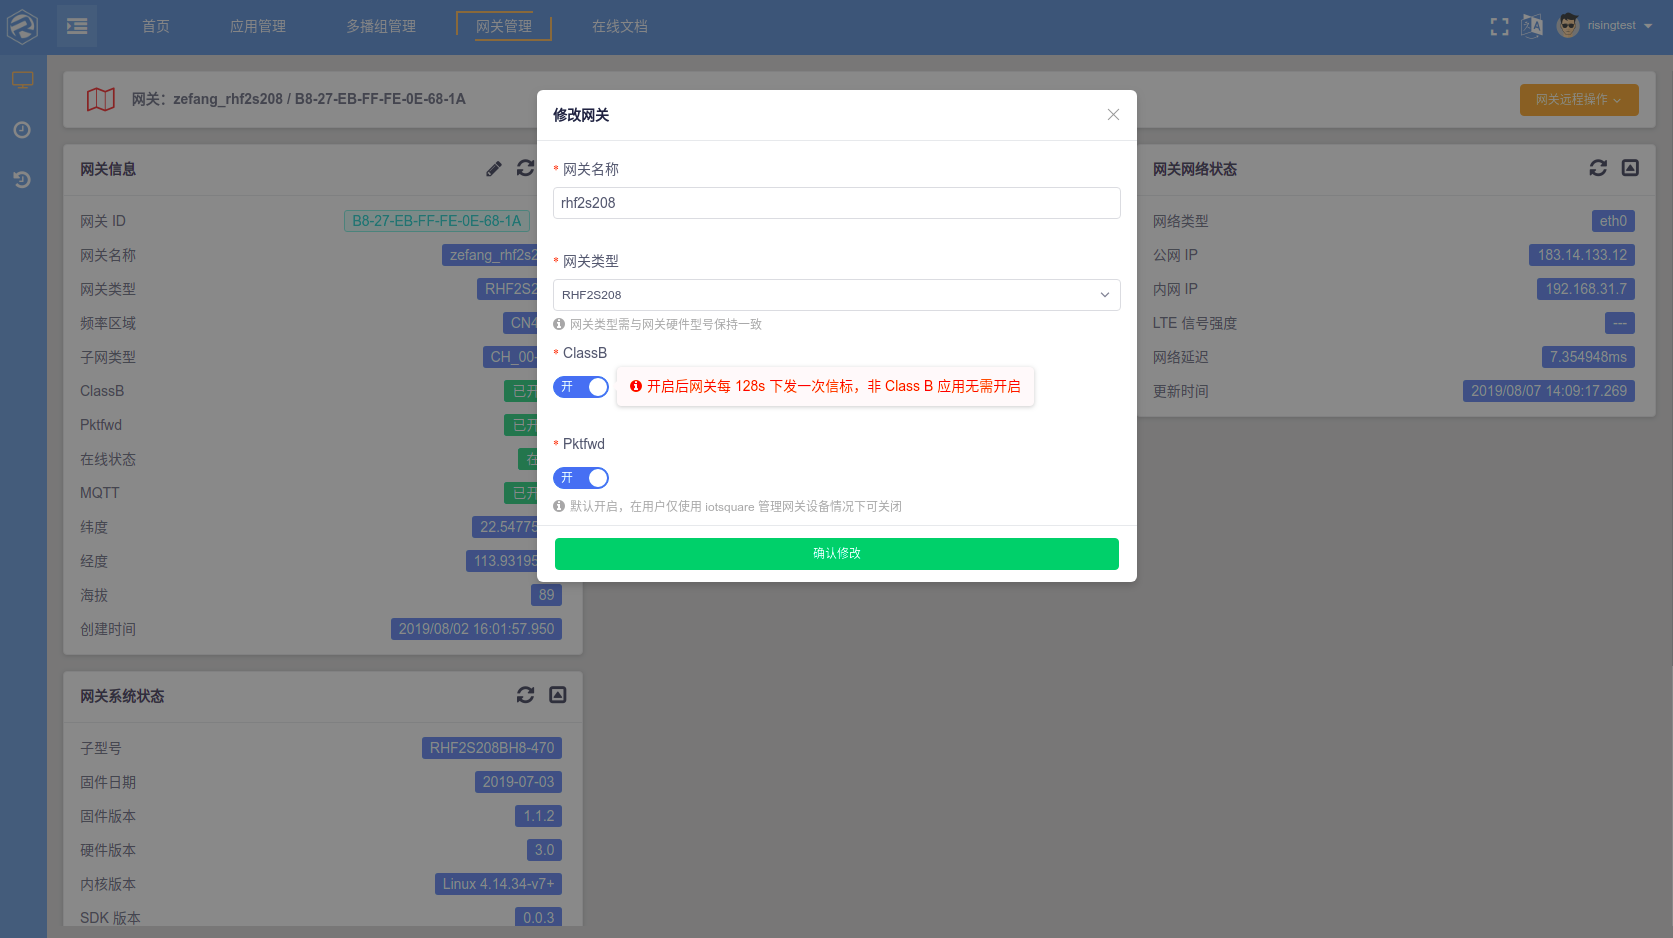 首页
应用管理
多播组管理
网关管理
在线文档
risingtest
网关：zefang_rhf2s208 / B8-27-EB-FF-FE-0E-68-1A
网关远程操作
网关信息
网关 ID
B8-27-EB-FF-FE-0E-68-1A
网关名称
zefang_rhf2s2
网关类型
RHF2S2
频率区域
CN4
子网类型
CH_00-
ClassB
已开
Pktfwd
已开
在线状态
在
MQTT
已开
纬度
22.54775
经度
113.93195
海拔
89
创建时间
2019/08/02 16:01:57.950
网关系统状态
子型号
RHF2S208BH8-470
固件日期
2019-07-03
固件版本
1.1.2
硬件版本
3.0
内核版本
Linux 4.14.34-v7+
SDK 版本
0.0.3
修改网关
* 网关名称
rhf2s208
* 网关类型
RHF2S208
网关类型需与网关硬件型号保持一致
* ClassB
开
开启后网关每 128s 下发一次信标，非 Class B 应用无需开启
* Pktfwd
开
默认开启，在用户仅使用 iotsquare 管理网关设备情况下可关闭
确认修改
网关网络状态
网络类型
eth0
公网 IP
183.14.133.12
内网 IP
192.168.31.7
LTE 信号强度
---
网络延迟
7.354948ms
更新时间
2019/08/07 14:09:17.269